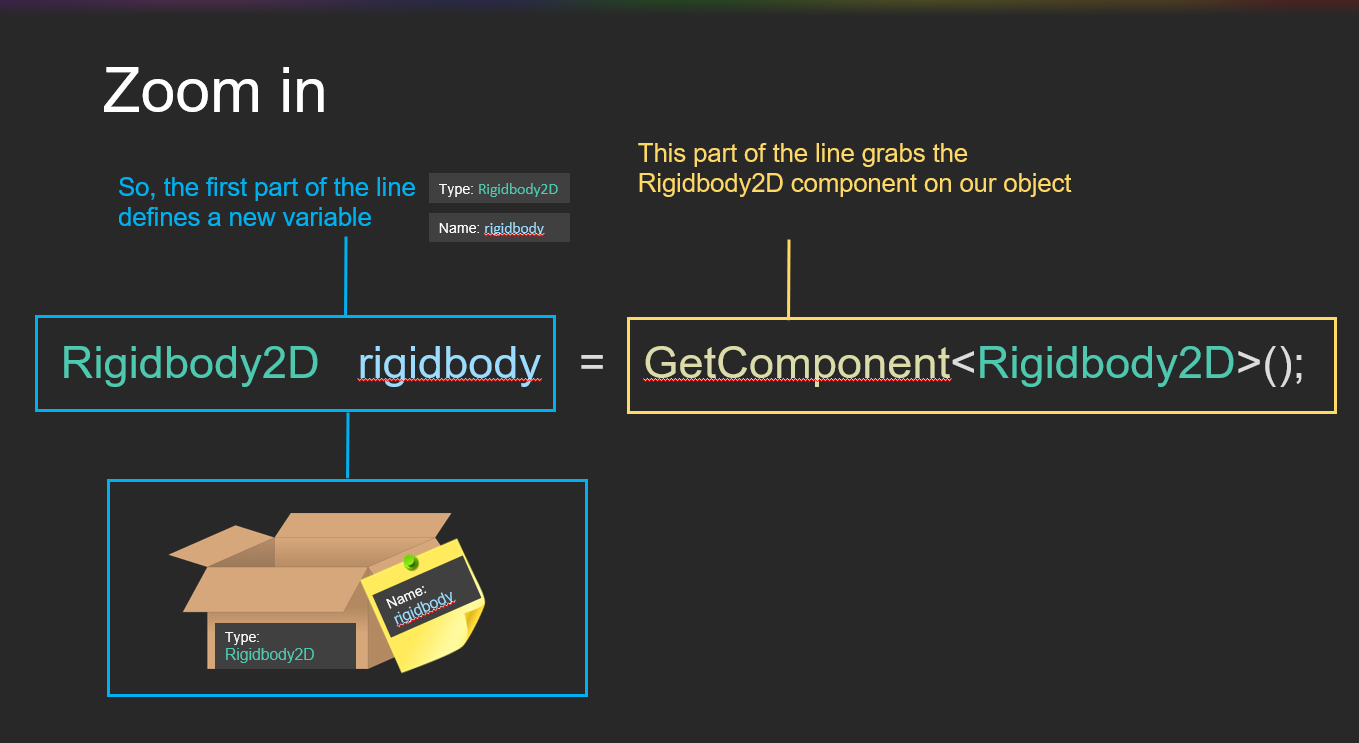 Zoom in
So, the first part of the line
defines a new variable
Type: Rigidbody2D
Name: rigidbody
This part of the line grabs the
Rigidbody2D component on our object
Rigidbody2D rigidbody = GetComponent<Rigidbody2D>();
Name:
rigidbody
Type:
Rigidbody2D